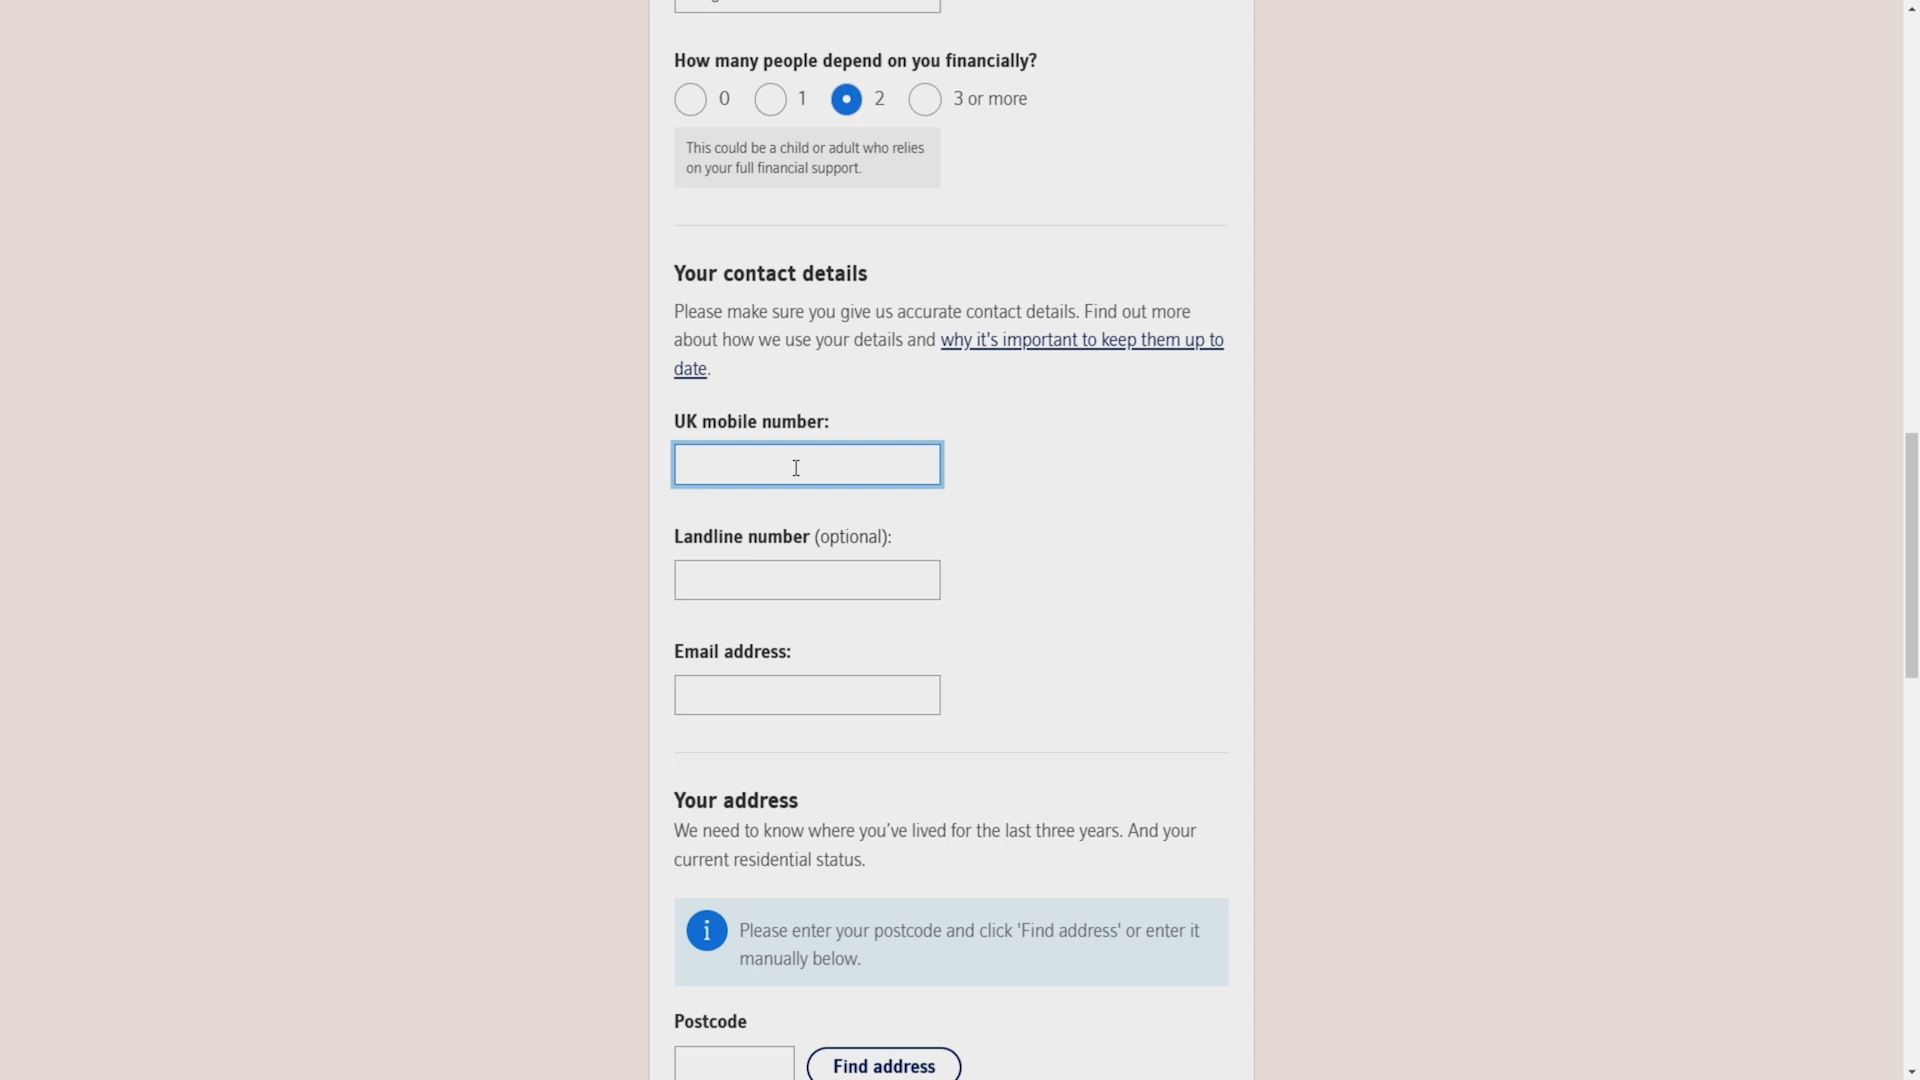 How many people depend on you financially?
0 1 2 3 or more
This could be a child or adult who relies
on your full financial support.
Your contact details
Please make sure you give us accurate contact details. Find out more
about how we use your details and why it's important to keep them up to
date.
UK mobile number:
Landline number (optional):
Email address:
Your address
We need to know where you've lived for the last three years. And your
current residential status.
i
Please enter your postcode and click 'Find address' or enter it
manually below.
Postcode
Find address